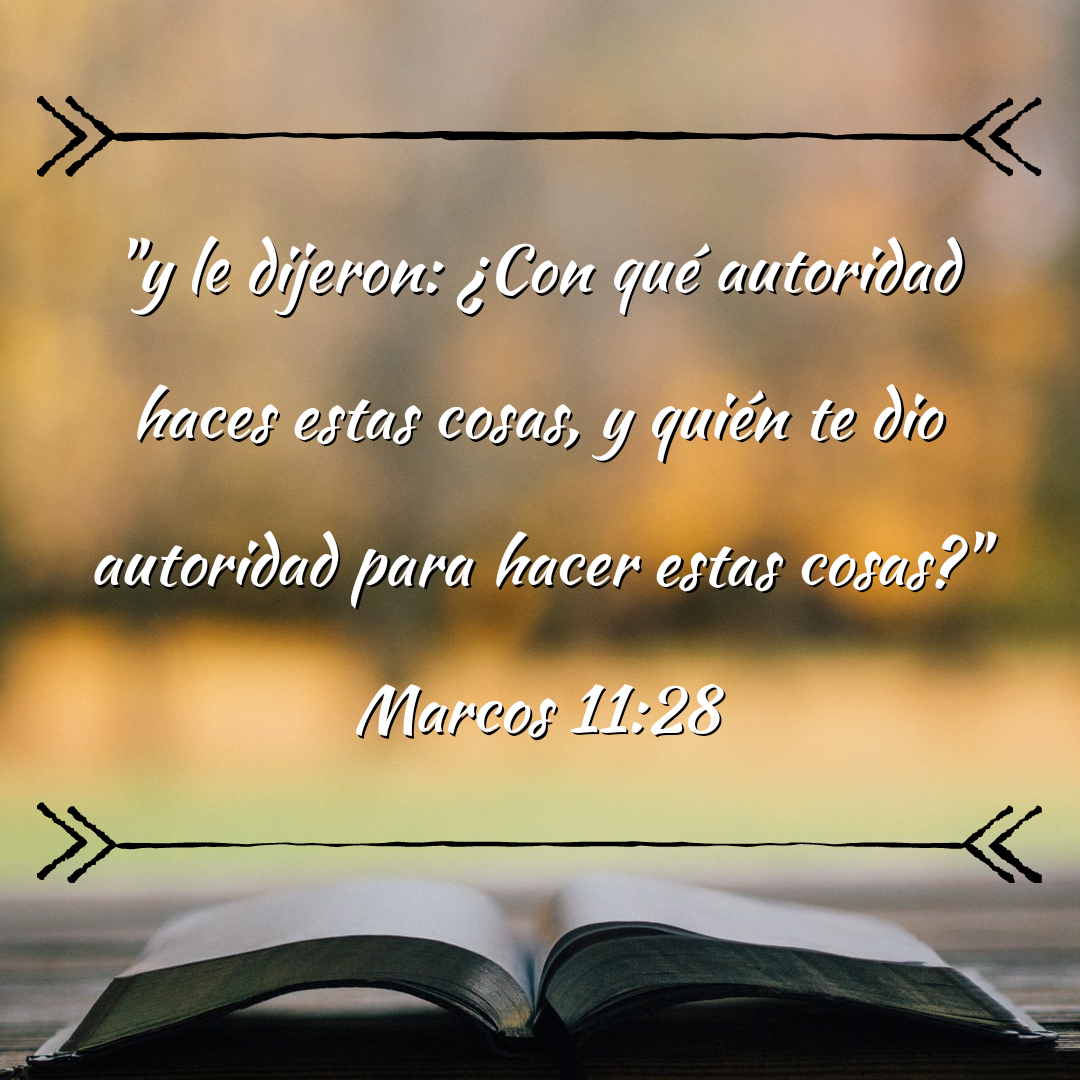 "y le dijeron: ¿Con qué autoridad
haces estas cosas, y quién te dio
autoridad para hacer estas cosas?"
Marcos 11:28